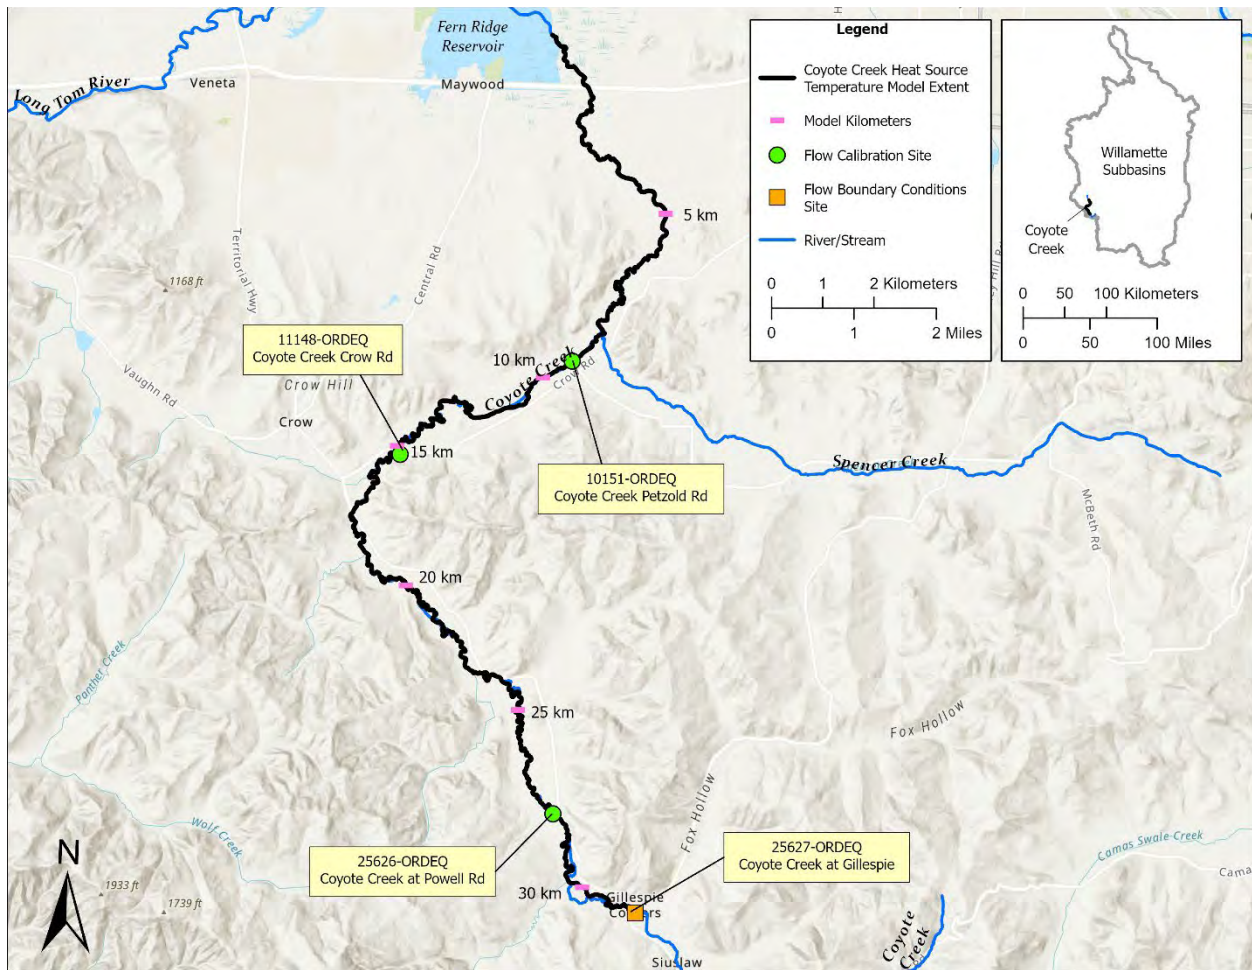 Fern Ridge
Reservoir
Veneta
Maywood
Long Tom River
Legend
Coyote Creek Heat Source
Temperature Model Extent
Model Kilometers
Flow Calibration Site
Flow Boundary Conditions
Site
River/Stream
0 1 2 Kilometers
0 1 2 Miles
Willamette
Subbasins
Coyote
Creek
0 50 100 Kilometers
0 50 100 Miles
5 km
Territorial Hwy
Central Rd
1168 ft
11148-ORDEQ
Coyote Creek Crow Rd
10 km
Coyote Creek
Crow Rd
Vaughn Rd
Crow Hill
Crow
15 km
10151-ORDEQ
Coyote Creek Petzold Rd
Spencer Creek
McBeth Rd
20 km
Panther Creek
25 km
Fox Hollow
Fox Hollow
Wolf Creek
25626-ORDEQ
Coyote Creek at Powell Rd
25627-ORDEQ
Coyote Creek at Gillespie
Camas Swale Creek
Cama
N
1933 ft
1739 ft
30 km
Gillespie
Corners
Coyote
Creek
Siuslaw